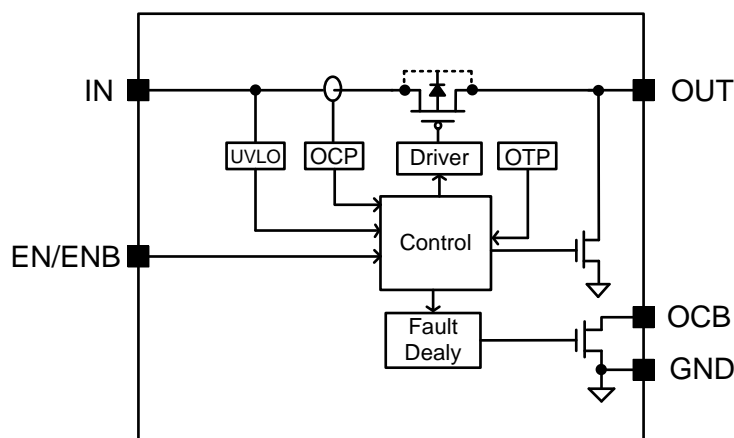 IN
OUT
UVLO
OCP
Driver
OTP
EN/ENB
Control
Fault
Dealy
OCB
GND